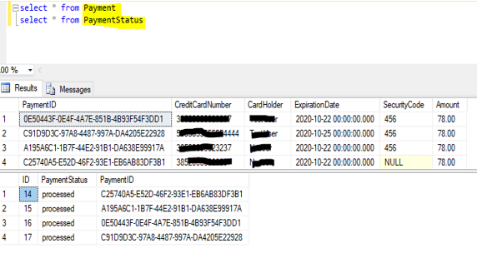 select * from Payment
select * from PaymentStatus
.00 %
Results Messages
PaymentID CreditCardNumber CardHolder ExpirationDate SecurityCode Amount
1 0E50443F-0E4F-4A7E-851B-4B93F54F3DD1 2020-10-22 00:00:00.000 456 78.00
2 C91D9D3C-97A8-4487-997A-DA4205E22928 4444 2020-10-25 00:00:00.000 456 78.00
3 A195A6C1-1B7F-44E2-91B1-DA638E99917A 3237 2020-10-22 00:00:00.000 456 78.00
4 C25740A5-E52D-46F2-93E1-EB6AB83DF3B1 2020-10-22 00:00:00.000 NULL 78.00
ID PaymentStatus PaymentID
1 14 processed C25740A5-E52D-46F2-93E1-EB6AB83DF3B1
2 15 processed A195A6C1-1B7F-44E2-91B1-DA638E99917A
3 16 processed 0E50443F-0E4F-4A7E-851B-4B93F54F3DD1
4 17 processed C91D9D3C-97A8-4487-997A-DA4205E22928